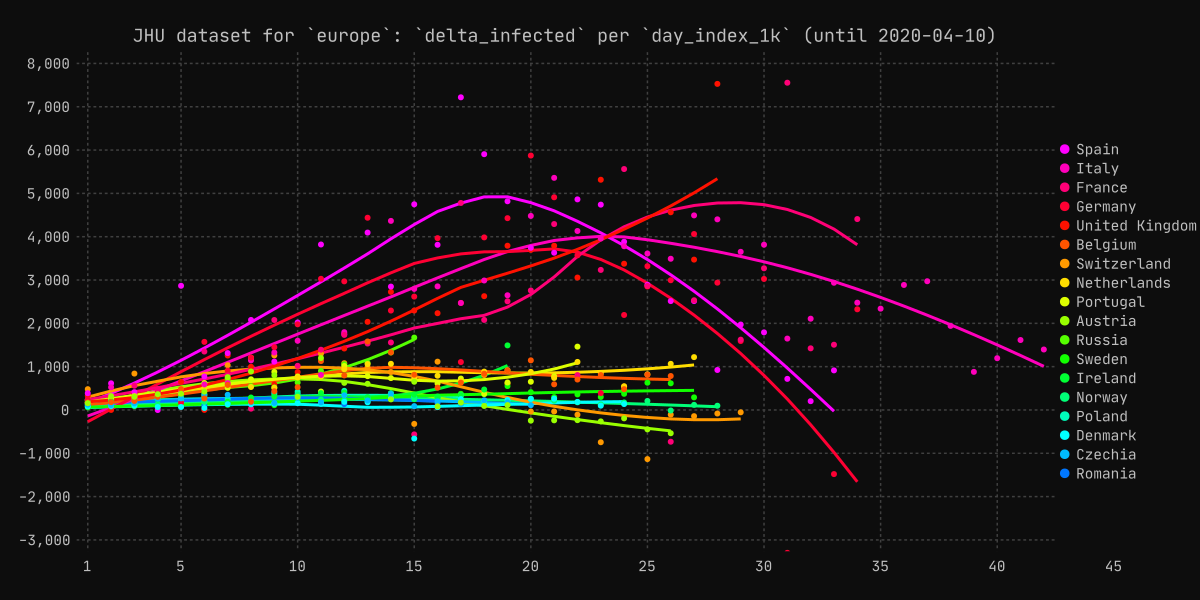 JHU dataset for `europe`: `delta_infected` per `day_index_1k` (until 2020-04-10)
8,000
7,000
6,000
5,000
4,000
3,000
2,000
1,000
0
−1,000
−2,000
−3,000
1 5 10 15 20 25 30 35 40 45
Spain
Italy
France
Germany
United Kingdom
Belgium
Switzerland
Netherlands
Portugal
Austria
Russia
Sweden
Ireland
Norway
Poland
Denmark
Czechia
Romania